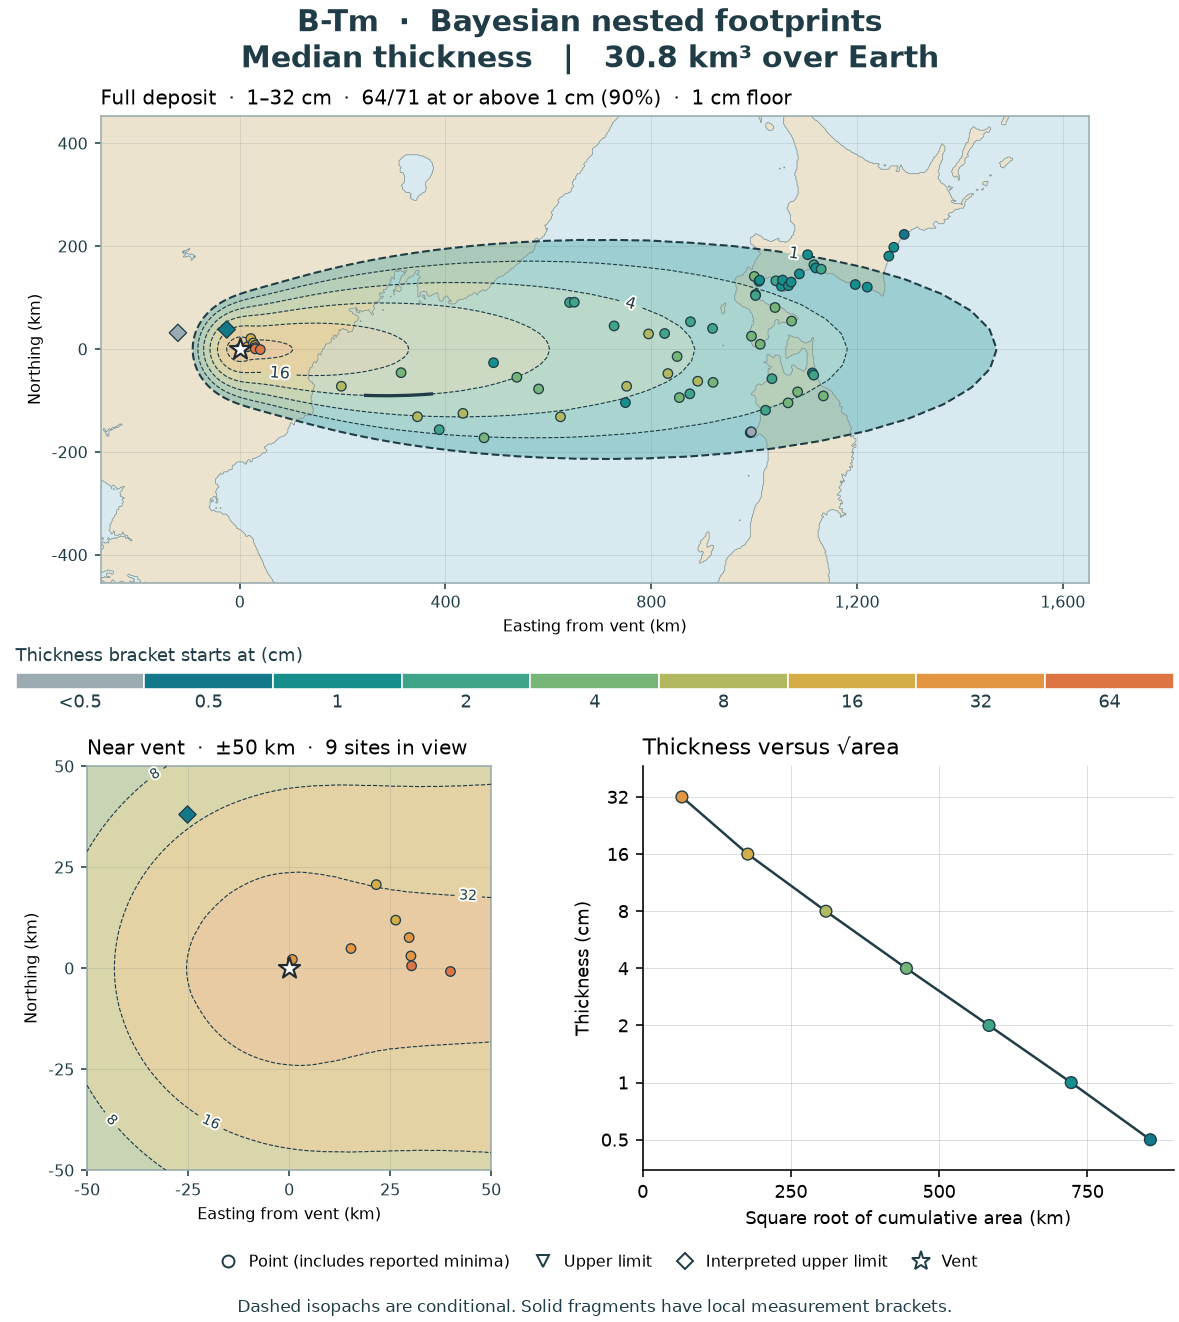 B-Tm · Bayesian nested footprints
Median thickness | 30.8 km³ over Earth
Full deposit · 1–32 cm · 64/71 at or above 1 cm (90%) · 1 cm floor
400
200
0
-200
-400
Northing (km)
1
4
16
0
400
800
1,200
1,600
Easting from vent (km)
Thickness bracket starts at (cm)
<0.5
0.5
1
2
4
8
16
32
64
Near vent · ±50 km · 9 sites in view
50
25
0
-25
-50
Northing (km)
8
32
16
8
-50
-25
0
25
50
Easting from vent (km)
Thickness versus √area
32
16
8
4
2
1
0.5
Thickness (cm)
0
250
500
750
Square root of cumulative area (km)
Point (includes reported minima)
Upper limit
Interpreted upper limit
Vent
Dashed isopachs are conditional. Solid fragments have local measurement brackets.